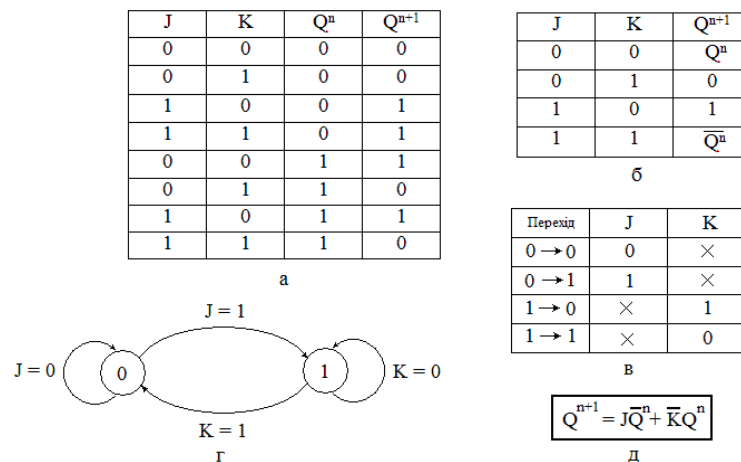 J K Qⁿ Qⁿ⁺¹
0 0 0 0
0 1 0 0
1 0 0 1
1 1 0 1
0 0 1 1
0 1 1 0
1 0 1 1
1 1 1 0
а
J K Qⁿ⁺¹
0 0 Qⁿ
0 1 0
1 0 1
1 1 Q̅ⁿ
б
Перехід J K
0 → 0 0 ×
0 → 1 1 ×
1 → 0 × 1
1 → 1 × 0
в
J = 1
J = 0 0 1 K = 0
K = 1
г
Qⁿ⁺¹ = JQ̅ⁿ + K̅Qⁿ
д